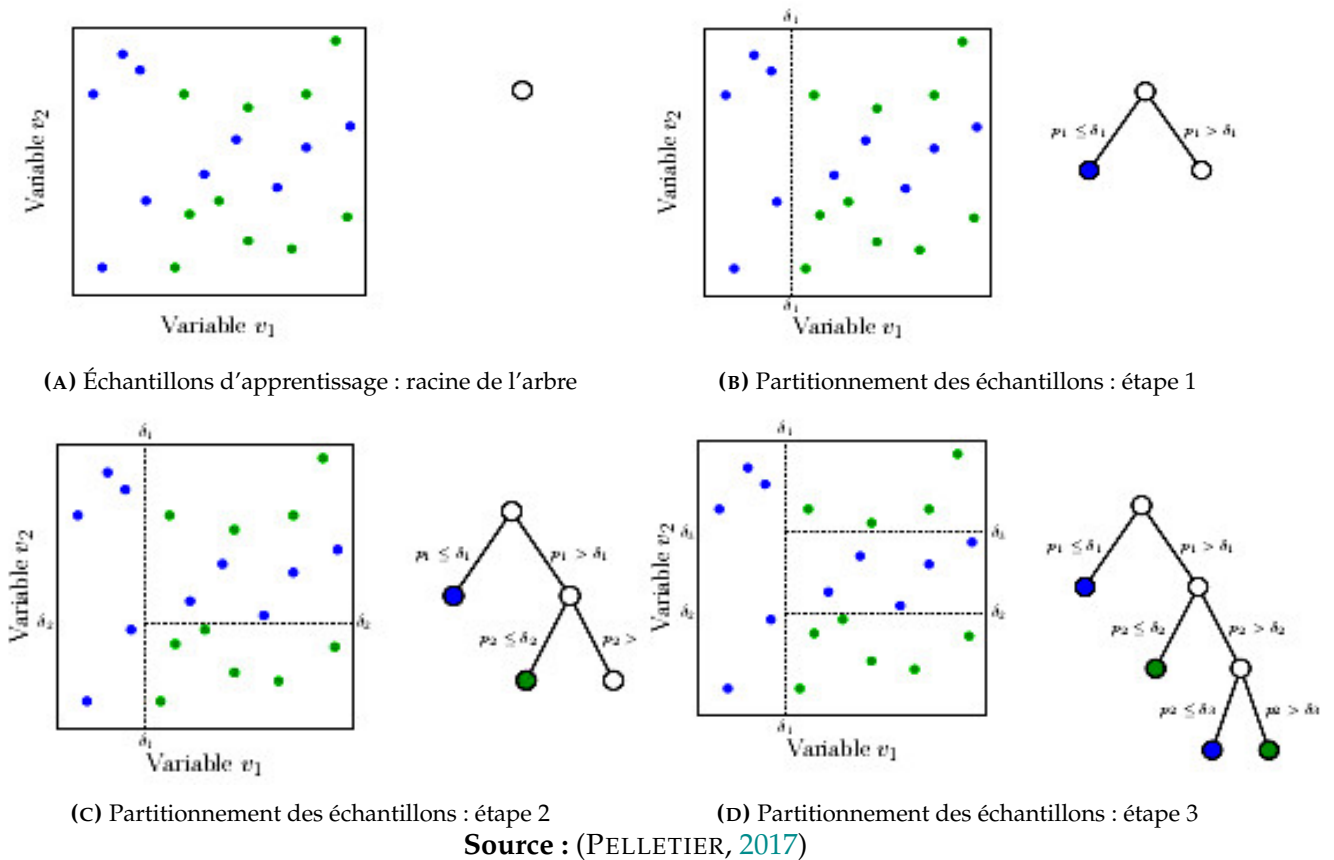 Variable v₂
Variable v₁
(A) Échantillons d'apprentissage : racine de l'arbre
δ₁
Variable v₂
δ₁
Variable v₁
p₁ ≤ δ₁
p₁ > δ₁
(B) Partitionnement des échantillons : étape 1
δ₁
Variable v₂
δ₂
δ₂
δ₁
Variable v₁
p₁ ≤ δ₁
p₁ > δ₁
p₂ ≤ δ₂
p₂ >
(C) Partitionnement des échantillons : étape 2
δ₁
Variable v₂
δ₃
δ₃
δ₂
δ₂
δ₁
Variable v₁
p₁ ≤ δ₁
p₁ > δ₁
p₂ ≤ δ₂
p₂ > δ₂
p₂ ≤ δ₃
p₂ > δ₃
(D) Partitionnement des échantillons : étape 3
Source : (PELLETIER, 2017)